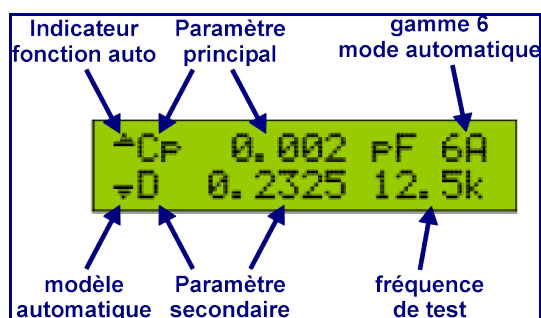 Indicateur
fonction auto
Paramètre
principal
gamme 6
mode automatique
Cp 0.002 pF 6A
D 0.2325 12.5k
modèle
automatique
Paramètre
secondaire
fréquence
de test